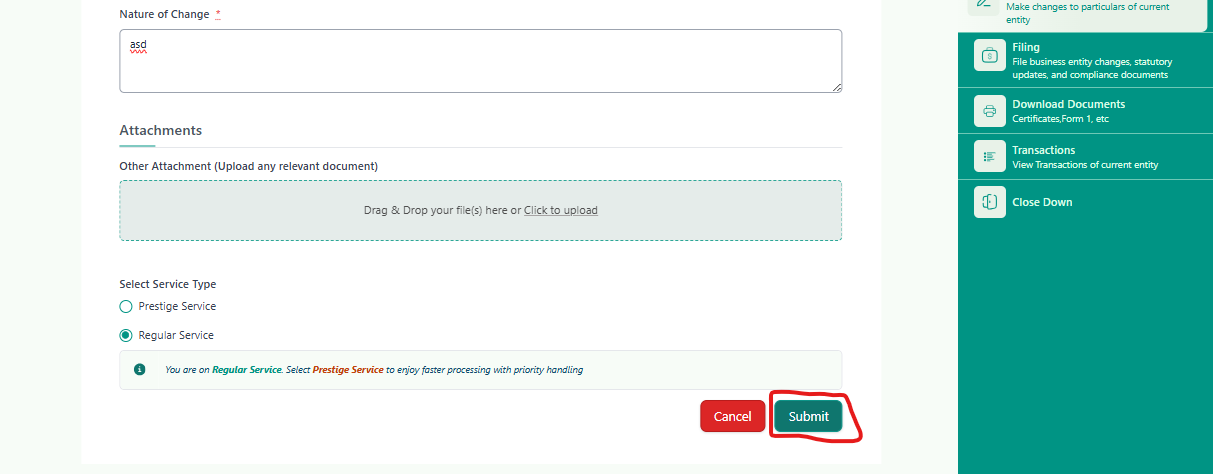 Nature of Change *
asd
Attachments
Other Attachment (Upload any relevant document)
Drag & Drop your file(s) here or Click to upload
Select Service Type
Prestige Service
Regular Service
You are on Regular Service. Select Prestige Service to enjoy faster processing with priority handling
Cancel
Submit
Make changes to particulars of current
entity
Filing
File business entity changes, statutory
updates, and compliance documents
Download Documents
Certificates,Form 1, etc
Transactions
View Transactions of current entity
Close Down